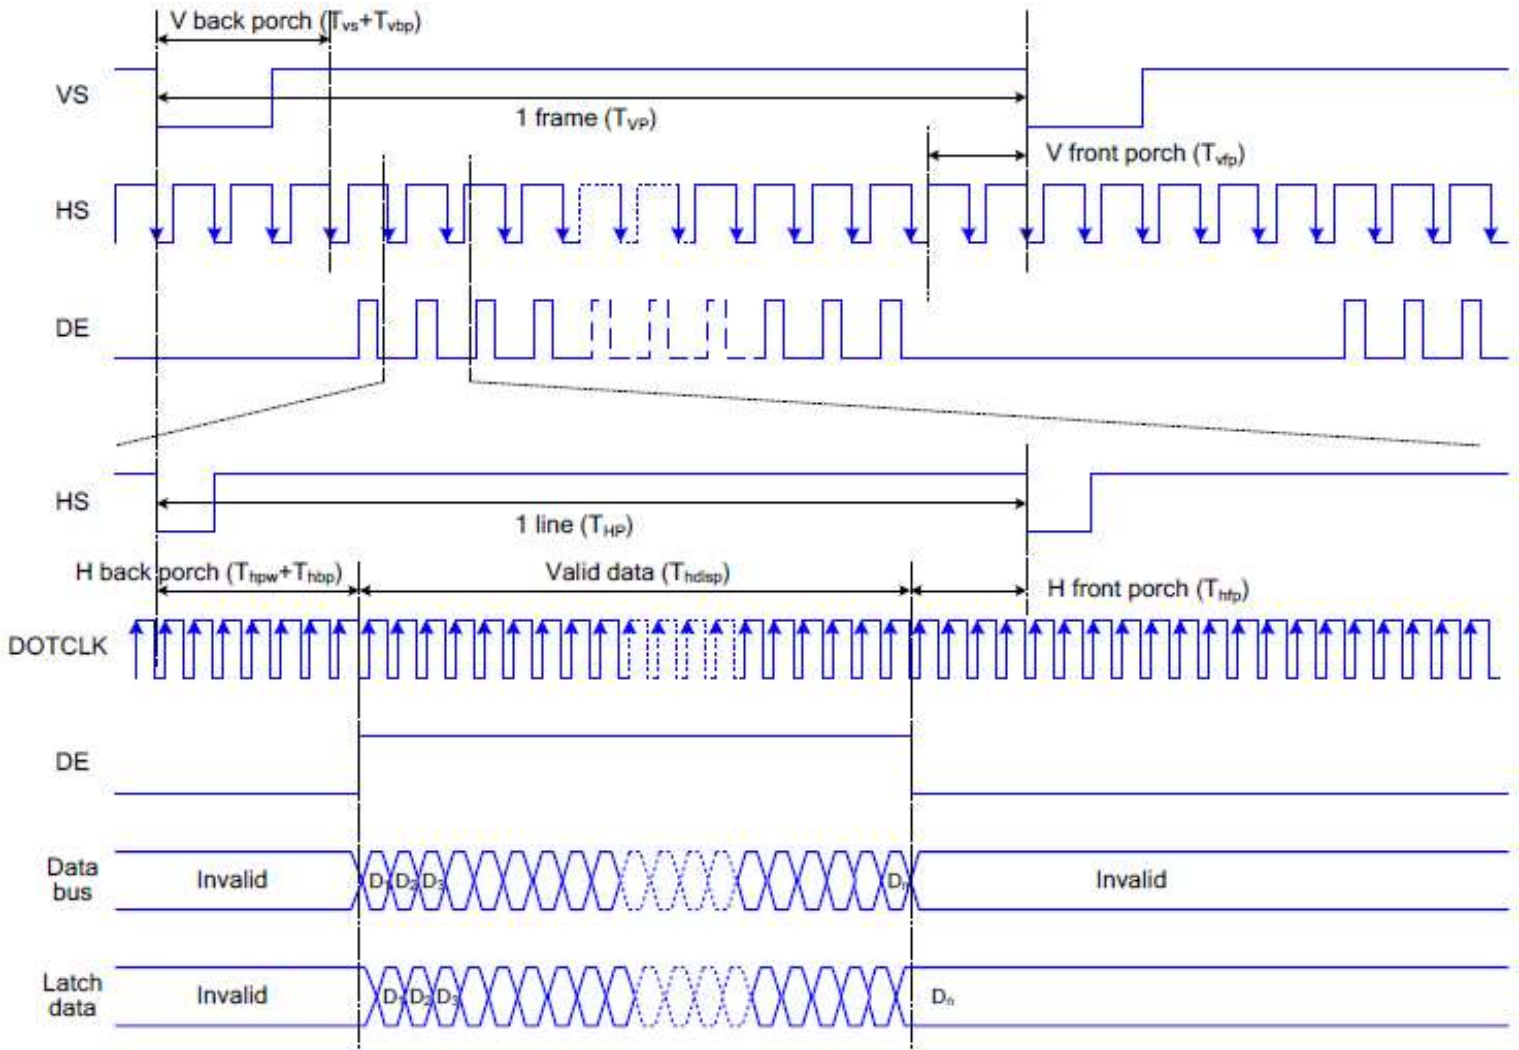 V back porch (Tvs+Tvbp)
VS
1 frame (TVP)
V front porch (Tvfp)
HS
DE
HS
1 line (THP)
H back porch (Thpw+Thbp)
Valid data (Thdisp)
H front porch (Thfp)
DOTCLK
DE
Data
bus
Invalid
D1 D2 D3
Dn
Invalid
Latch
data
Invalid
D1 D2 D3
Dn